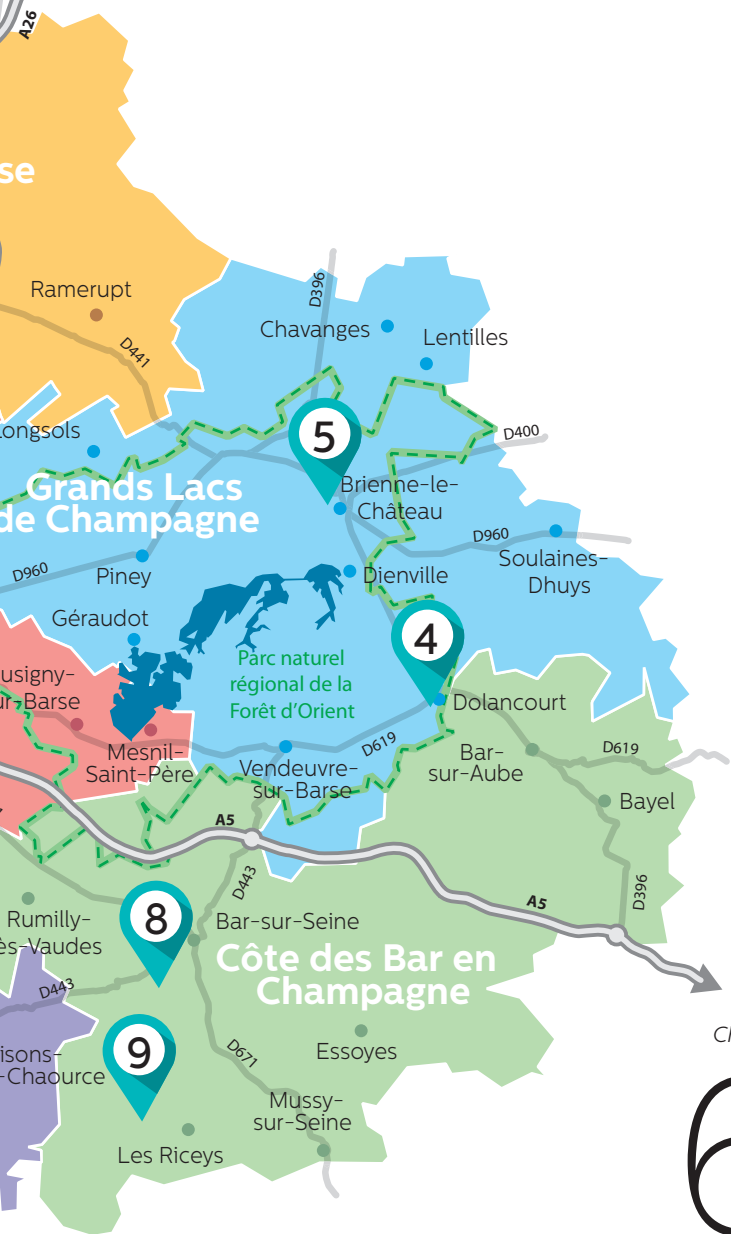 A26
se
Ramerupt
D396
Chavanges
Lentilles
D441
ongsols
5
D400
Grands Lacs
de Champagne
Brienne-le-
Château
D960
Soulaines-
Dhuys
D960
Piney
Dienville
Géraudot
4
Parc naturel
régional de la
Forêt d'Orient
usigny-
ur-Barse
Dolancourt
Mesnil-
Saint-Père
D619
Bar-
sur-Aube
D619
Vendeuvre-
sur-Barse
Bayel
A5
D443
D396
A5
8
Rumilly-
ès-Vaudes
Bar-sur-Seine
Côte des Bar en
Champagne
D443
9
isons-
-Chaource
D671
Essoyes
Mussy-
sur-Seine
Les Riceys
6